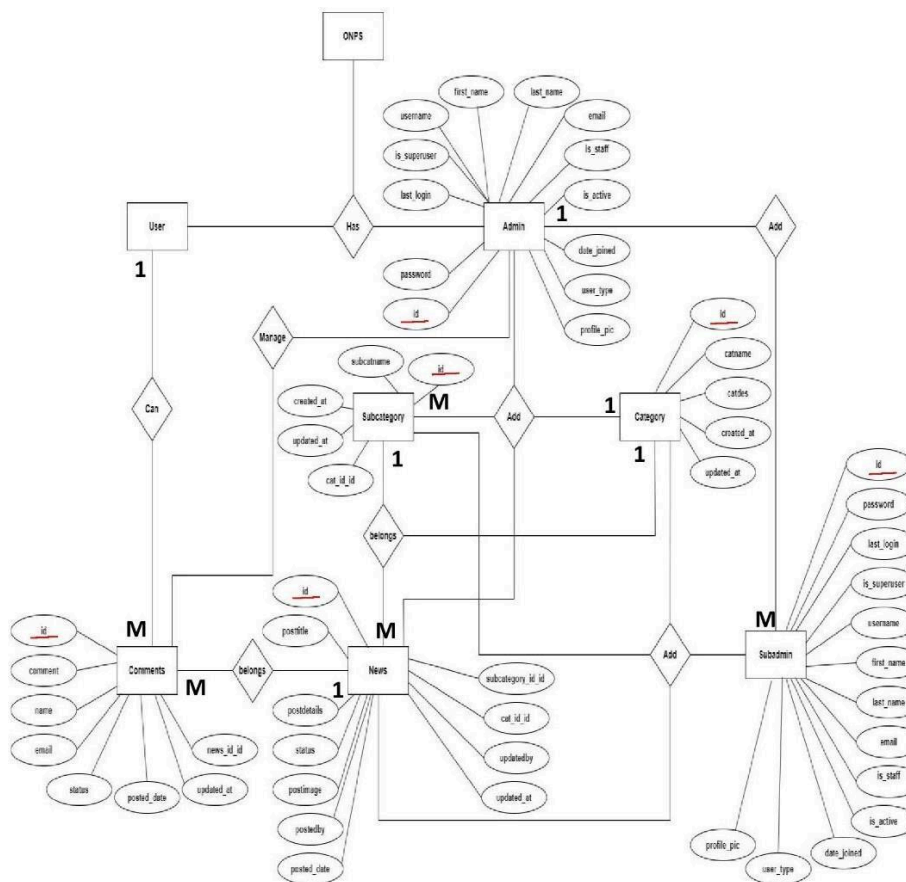 ONPS
first_name
last_name
username
email
is_superuser
is_staff
last_login
is_active
1
User
Has
Admin
Add
1
date_joined
password
user_type
id
profile_pic
id
Manage
subcatname
id
catname
created_at
M
catdes
Can
Subcategory
Add
1
Category
created_at
updated_at
1
1
updated_at
cat_id_id
id
password
belongs
last_login
id
is_superuser
id
M
posttitle
M
M
username
comment
Comments
belongs
News
Add
Subadmin
first_name
M
1
subcategory_id_id
name
postdetails
last_name
news_id_id
cat_id_id
email
status
email
status
posted_date
updated_at
postimage
updatedby
is_staff
postedby
updated_at
is_active
posted_date
profile_pic
user_type
date_joined